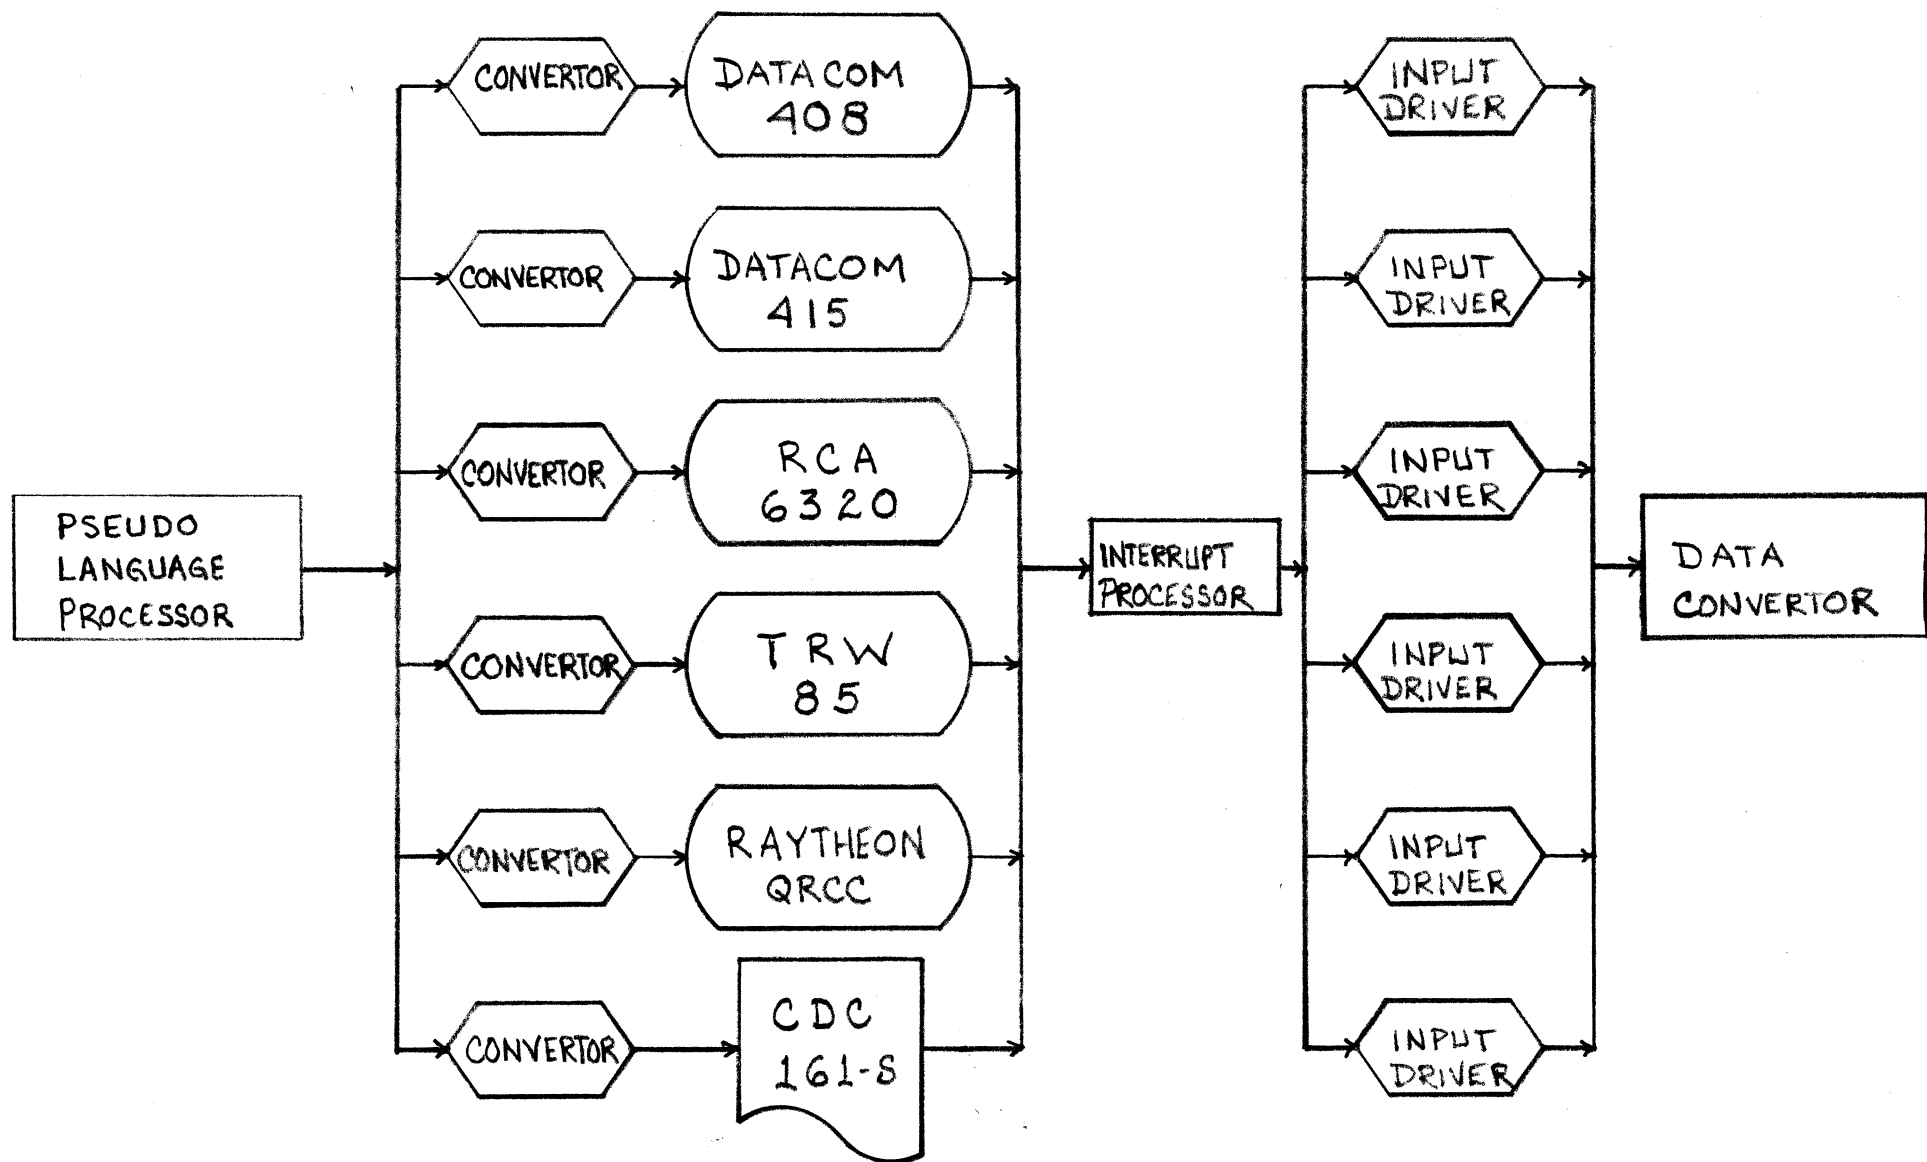 PSEUDO
LANGUAGE
PROCESSOR
CONVERTOR
DATACOM
408
CONVERTOR
DATACOM
415
CONVERTOR
RCA
6320
CONVERTOR
TRW
85
CONVERTOR
RAYTHEON
QRCC
CONVERTOR
CDC
161-S
INTERRUPT
PROCESSOR
INPUT
DRIVER
INPUT
DRIVER
INPUT
DRIVER
INPUT
DRIVER
INPUT
DRIVER
INPUT
DRIVER
DATA
CONVERTOR